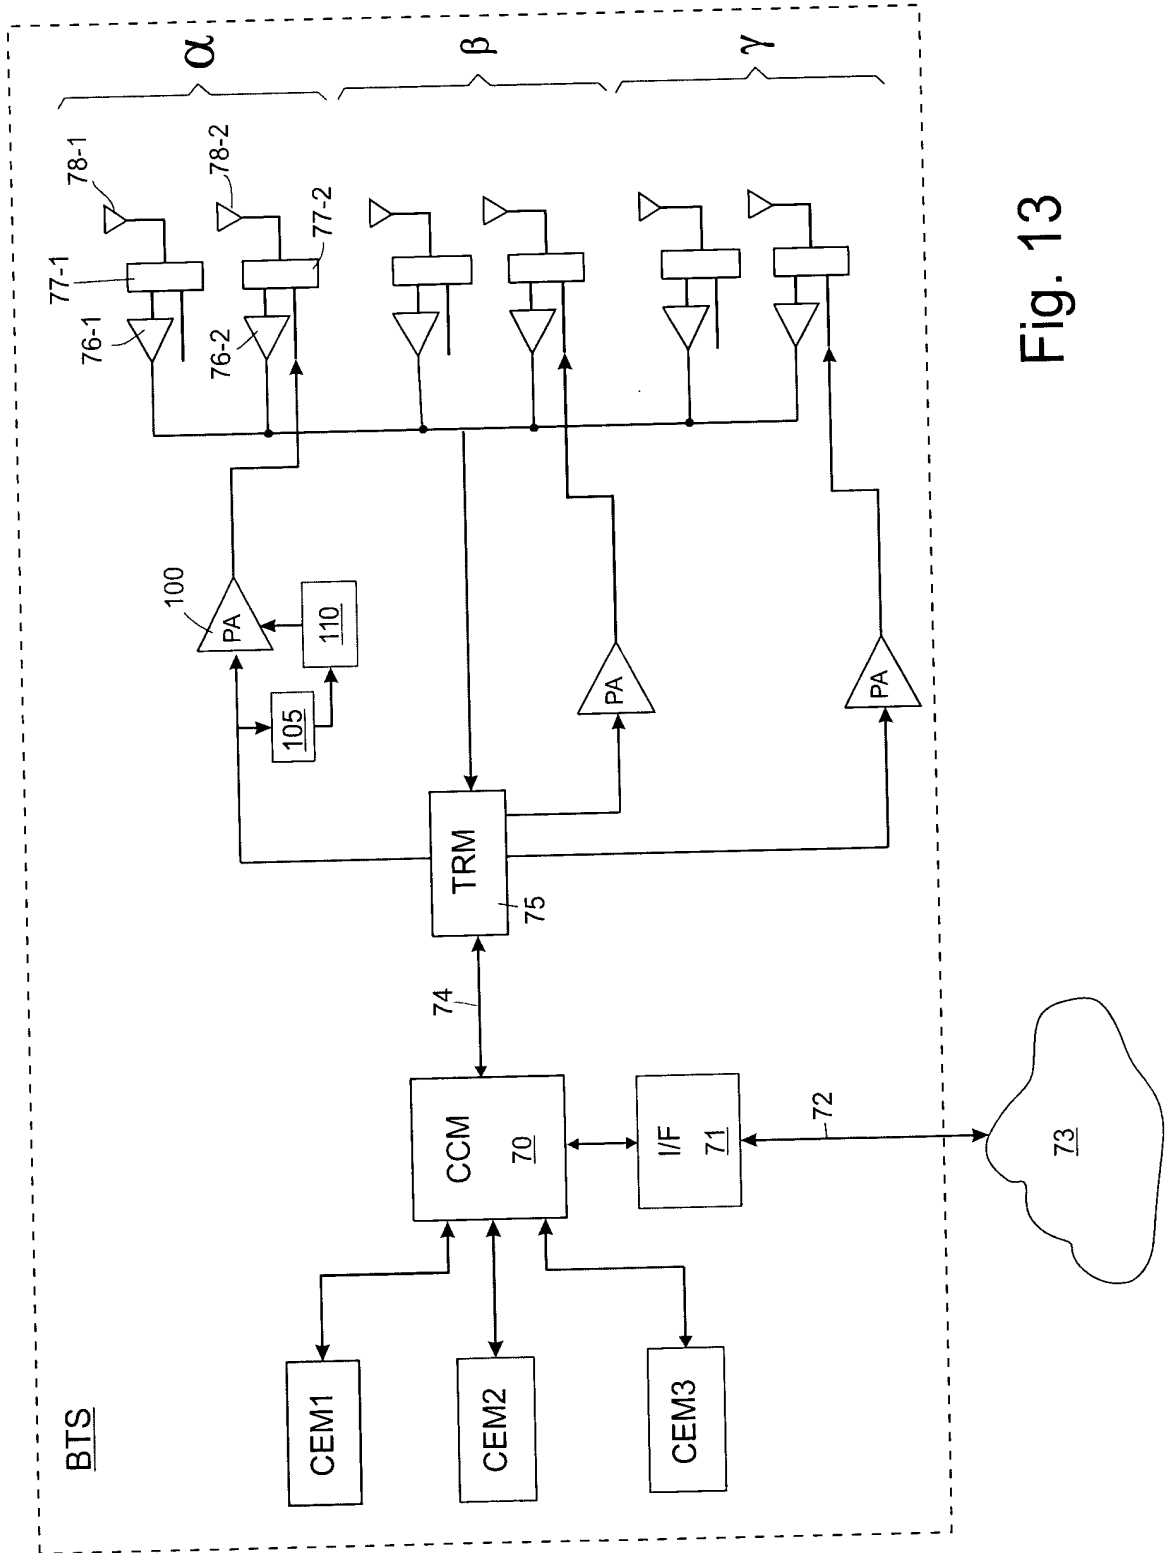 BTS
CEM1
CEM2
CEM3
CCM
70
I/F
71
72
73
74
TRM
75
105
110
100
PA
PA
PA
76-1
77-1
78-1
76-2
77-2
78-2
α
β
γ
Fig. 13